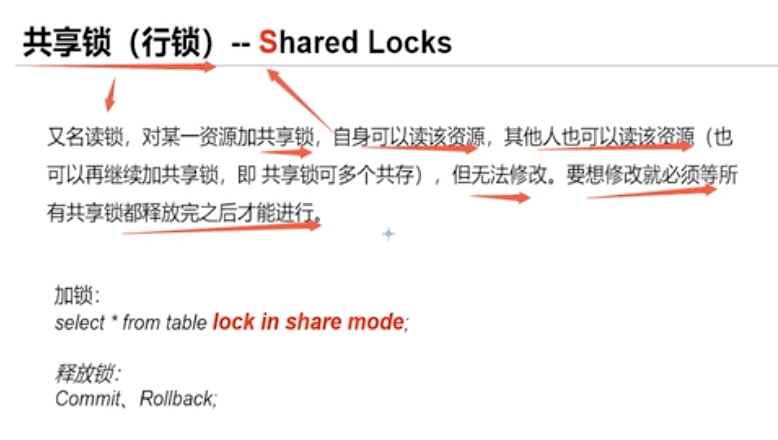 共享锁（行锁）-- Shared Locks
又名读锁，对某一资源加共享锁，自身可以读该资源，其他人也可以读该资源（也
可以再继续加共享锁，即 共享锁可多个共存），但无法修改。要想修改就必须等所
有共享锁都释放完之后才能进行。
加锁：
select * from table lock in share mode;
释放锁：
Commit、Rollback;